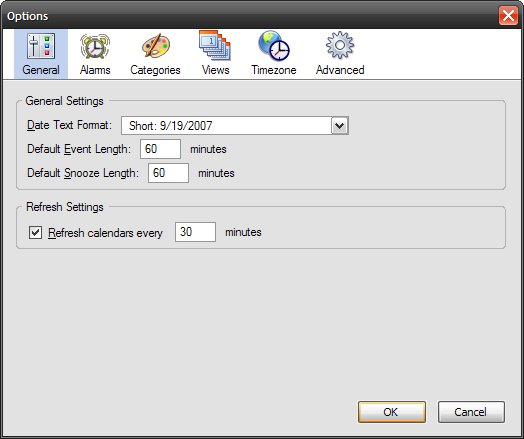 Options
General Alarms Categories Views Timezone Advanced
General Settings
Date Text Format: Short: 9/19/2007
Default Event Length: 60 minutes
Default Snooze Length: 60 minutes
Refresh Settings
Refresh calendars every 30 minutes
OK Cancel